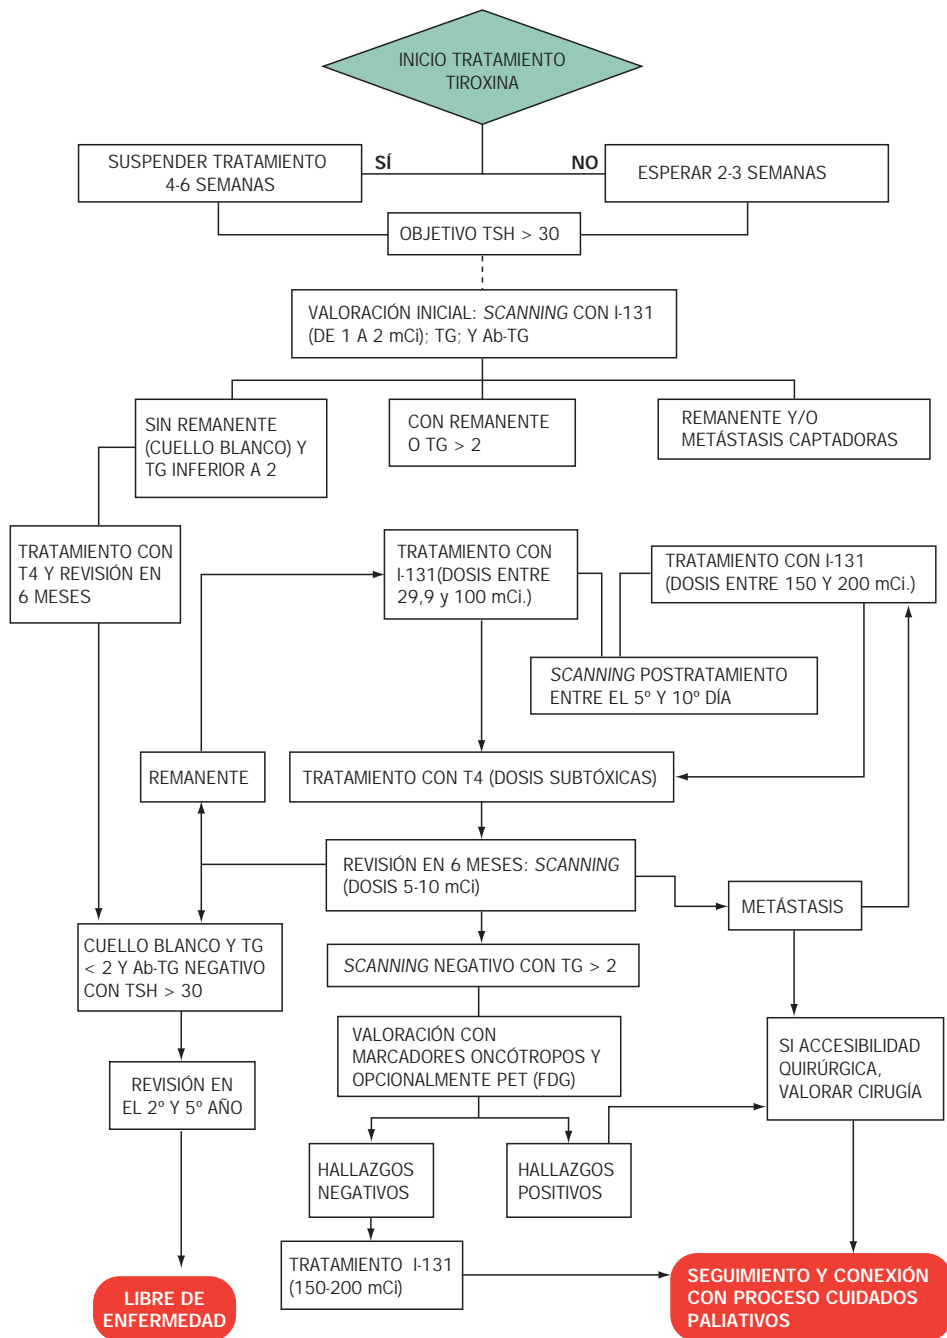 INICIO TRATAMIENTO
TIROXINA
SUSPENDER TRATAMIENTO
4-6 SEMANAS
SÍ
NO
ESPERAR 2-3 SEMANAS
OBJETIVO TSH > 30
VALORACIÓN INICIAL: SCANNING CON I-131
(DE 1 A 2 mCi); TG; Y Ab-TG
SIN REMANENTE
(CUELLO BLANCO) Y
TG INFERIOR A 2
CON REMANENTE
O TG > 2
REMANENTE Y/O
METÁSTASIS CAPTADORAS
TRATAMIENTO CON
T4 Y REVISIÓN EN
6 MESES
TRATAMIENTO CON
I-131(DOSIS ENTRE
29,9 y 100 mCi.)
TRATAMIENTO CON I-131
(DOSIS ENTRE 150 Y 200 mCi.)
SCANNING POSTRATAMIENTO
ENTRE EL 5º Y 10º DÍA
REMANENTE
TRATAMIENTO CON T4 (DOSIS SUBTÓXICAS)
REVISIÓN EN 6 MESES: SCANNING
(DOSIS 5-10 mCi)
METÁSTASIS
CUELLO BLANCO Y TG
< 2 Y Ab-TG NEGATIVO
CON TSH > 30
SCANNING NEGATIVO CON TG > 2
VALORACIÓN CON
MARCADORES ONCÓTROPOS Y
OPCIONALMENTE PET (FDG)
SI ACCESIBILIDAD
QUIRÚRGICA,
VALORAR CIRUGÍA
REVISIÓN EN
EL 2º Y 5º AÑO
HALLAZGOS
NEGATIVOS
HALLAZGOS
POSITIVOS
TRATAMIENTO I-131
(150-200 mCi)
LIBRE DE
ENFERMEDAD
SEGUIMIENTO Y CONEXIÓN
CON PROCESO CUIDADOS
PALIATIVOS